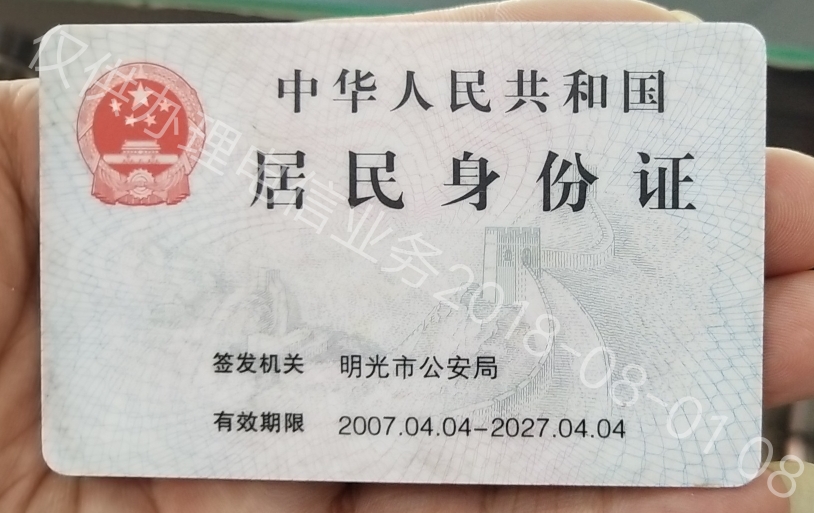 中华人民共和国
居民身份证
签发机关 明光市公安局
有效期限 2007.04.04-2027.04.04
仅供办理电信业务2018-08-01 08